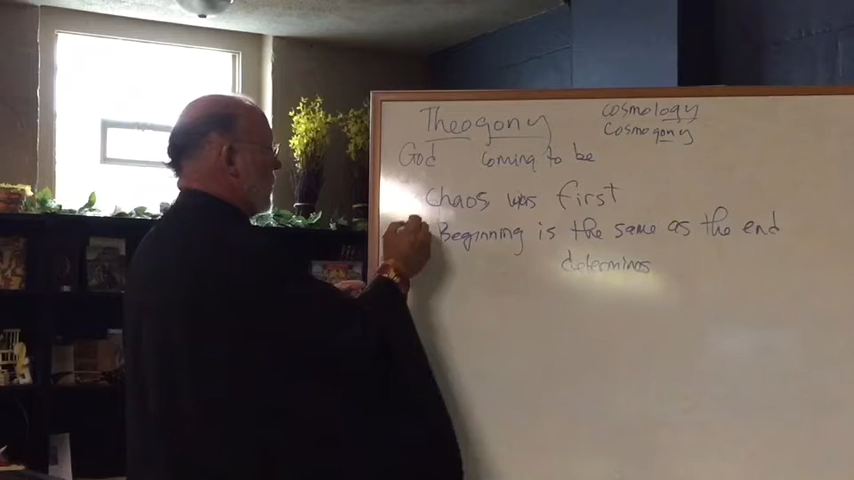 Theogony
cosmology
cosmogony
God coming to be
Chaos was first
Beginning is the same as the end
determines